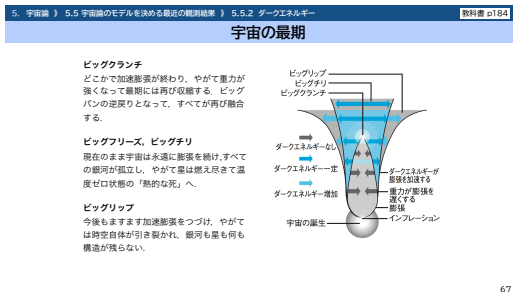 5. 宇宙論 》 5.5 宇宙論のモデルを決める最近の観測結果 》 5.5.2 ダークエネルギー
教科書 p184
宇宙の最期
ビッグクランチ
どこかで加速膨張が終わり，やがて重力が
強くなって最期には再び収縮する．ビッグ
バンの逆戻りとなって，すべてが再び融合
する．
ビッグフリーズ，ビッグチリ
現在のまま宇宙は永遠に膨張を続け,すべて
の銀河が孤立し，やがて星は燃え尽きて温
度ゼロ状態の「熱的な死」へ．
ビッグリップ
今後もますます加速膨張をつづけ，やがて
は時空自体が引き裂かれ，銀河も星も何も
構造が残らない．
ビッグリップ
ビッグチリ
ビッグクランチ
ダークエネルギーなし
ダークエネルギー一定
ダークエネルギー増加
ダークエネルギーが
膨張を加速する
重力が膨張を
遅くする
膨張
インフレーション
宇宙の誕生
67